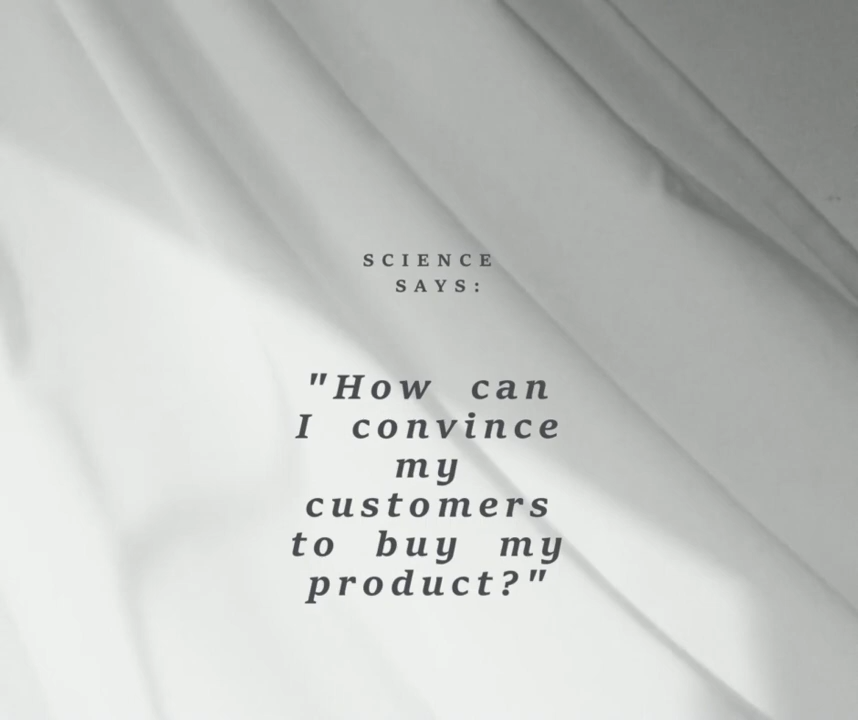 SCIENCE
SAYS:
"How can
I convince
my
customers
to buy my
product?"